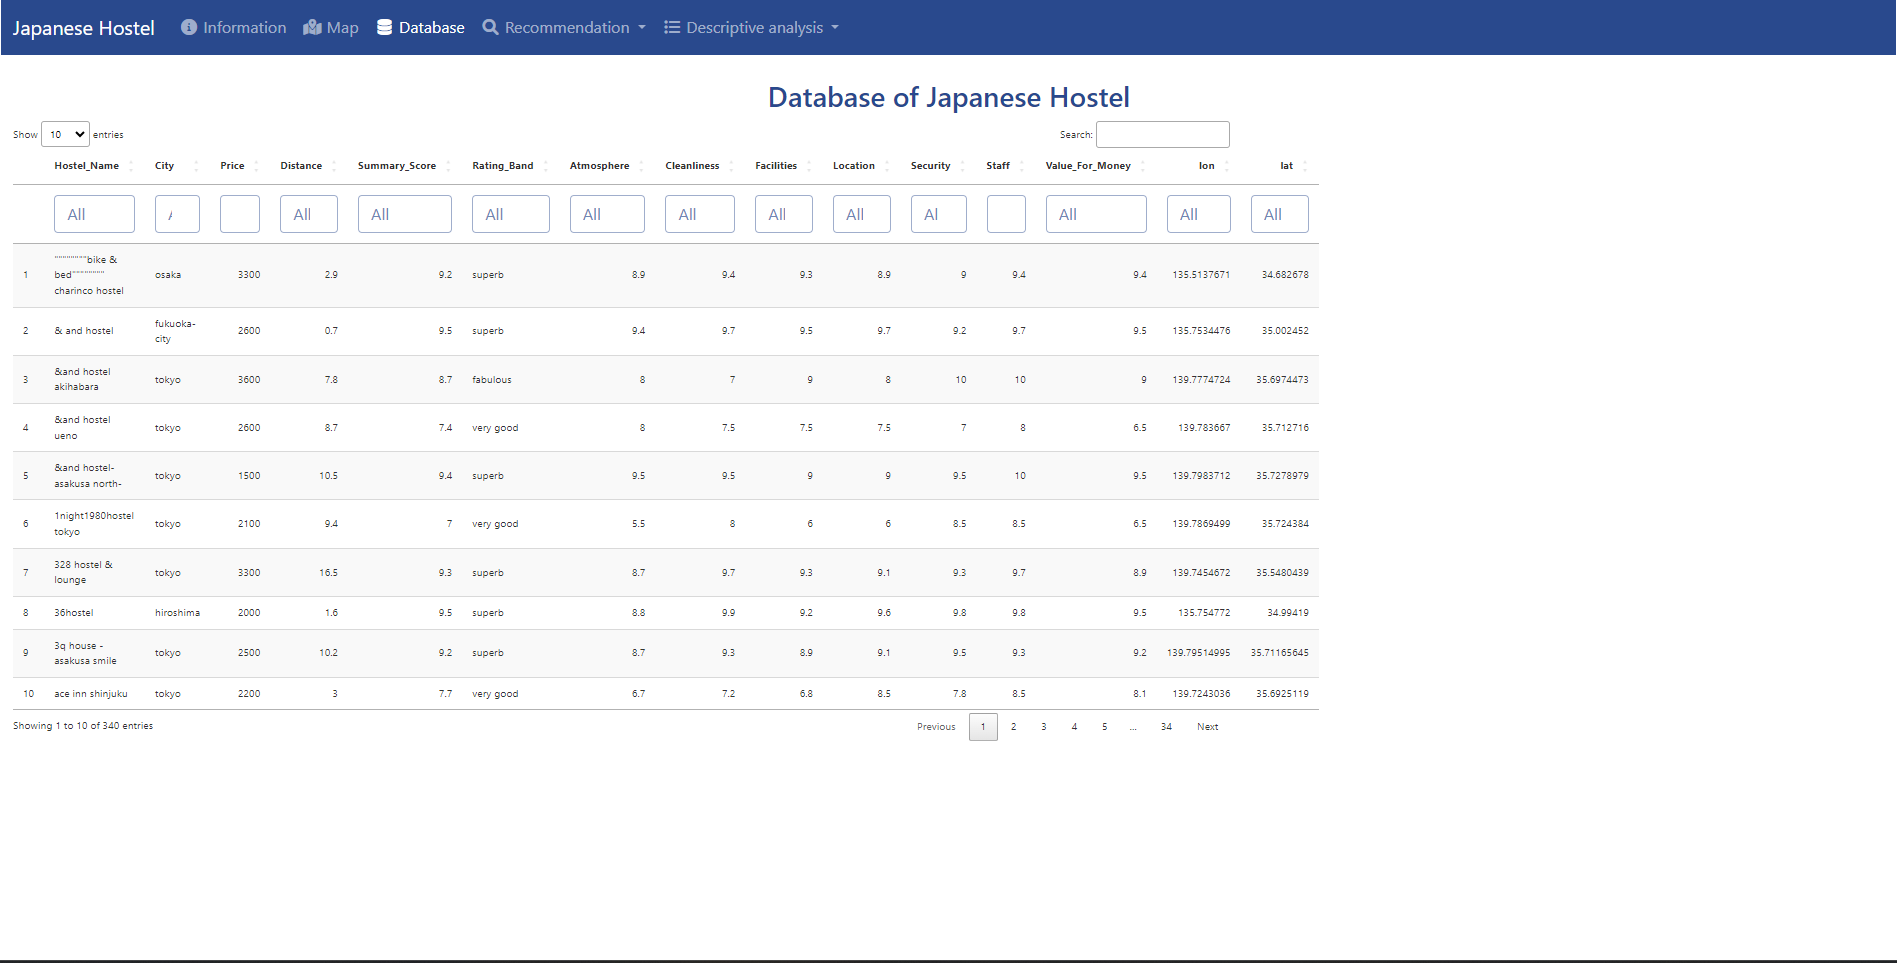 Japanese Hostel Information Map Database Recommendation Descriptive analysis
Database of Japanese Hostel
Show 10 entries Search:
Hostel_Name City Price Distance Summary_Score Rating_Band Atmosphere Cleanliness Facilities Location Security Staff Value_For_Money lon lat
All A All All All All All All All Al All All All
"""""""""""bike &
1 bed""""""""""" osaka 3300 2.9 9.2 superb 8.9 9.4 9.3 8.9 9 9.4 9.4 135.5137671 34.682678
charinco hostel
2 & and hostel fukuoka- 2600 0.7 9.5 superb 9.4 9.7 9.5 9.7 9.2 9.7 9.5 135.7534476 35.002452
city
3 &and hostel tokyo 3600 7.8 8.7 fabulous 8 7 9 8 10 10 9 139.7774724 35.6974473
akihabara
4 &and hostel tokyo 2600 8.7 7.4 very good 8 7.5 7.5 7.5 7 8 6.5 139.783667 35.712716
ueno
5 &and hostel- tokyo 1500 10.5 9.4 superb 9.5 9.5 9 9 9.5 10 9.5 139.7983712 35.7278979
asakusa north-
6 1night1980hostel tokyo 2100 9.4 7 very good 5.5 8 6 6 8.5 8.5 6.5 139.7869499 35.724384
tokyo
7 328 hostel & tokyo 3300 16.5 9.3 superb 8.7 9.7 9.3 9.1 9.3 9.7 8.9 139.7454672 35.5480439
lounge
8 36hostel hiroshima 2000 1.6 9.5 superb 8.8 9.9 9.2 9.6 9.8 9.8 9.5 135.754772 34.99419
9 3q house - tokyo 2500 10.2 9.2 superb 8.7 9.3 8.9 9.1 9.5 9.3 9.2 139.79514995 35.71165645
asakusa smile
10 ace inn shinjuku tokyo 2200 3 7.7 very good 6.7 7.2 6.8 8.5 7.8 8.5 8.1 139.7243036 35.6925119
Showing 1 to 10 of 340 entries Previous 1 2 3 4 5 … 34 Next